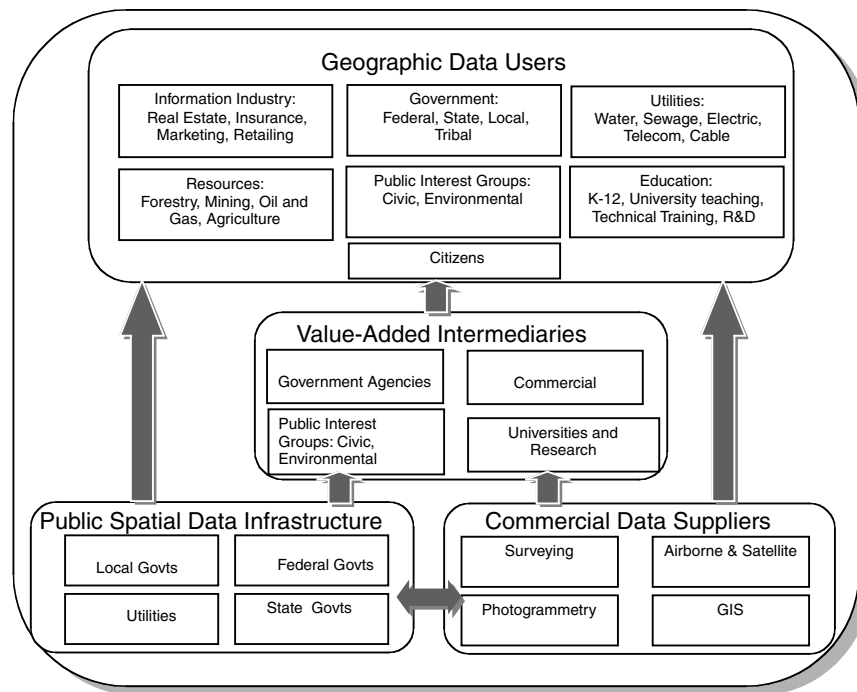 Geographic Data Users
Information Industry:
Real Estate, Insurance,
Marketing, Retailing
Government:
Federal, State, Local,
Tribal
Utilities:
Water, Sewage, Electric,
Telecom, Cable
Resources:
Forestry, Mining, Oil and
Gas, Agriculture
Public Interest Groups:
Civic, Environmental
Education:
K-12, University teaching,
Technical Training, R&D
Citizens
Value-Added Intermediaries
Government Agencies
Commercial
Public Interest
Groups: Civic,
Environmental
Universities and
Research
Public Spatial Data Infrastructure
Local Govts
Federal Govts
Utilities
State Govts
Commercial Data Suppliers
Surveying
Airborne & Satellite
Photogrammetry
GIS